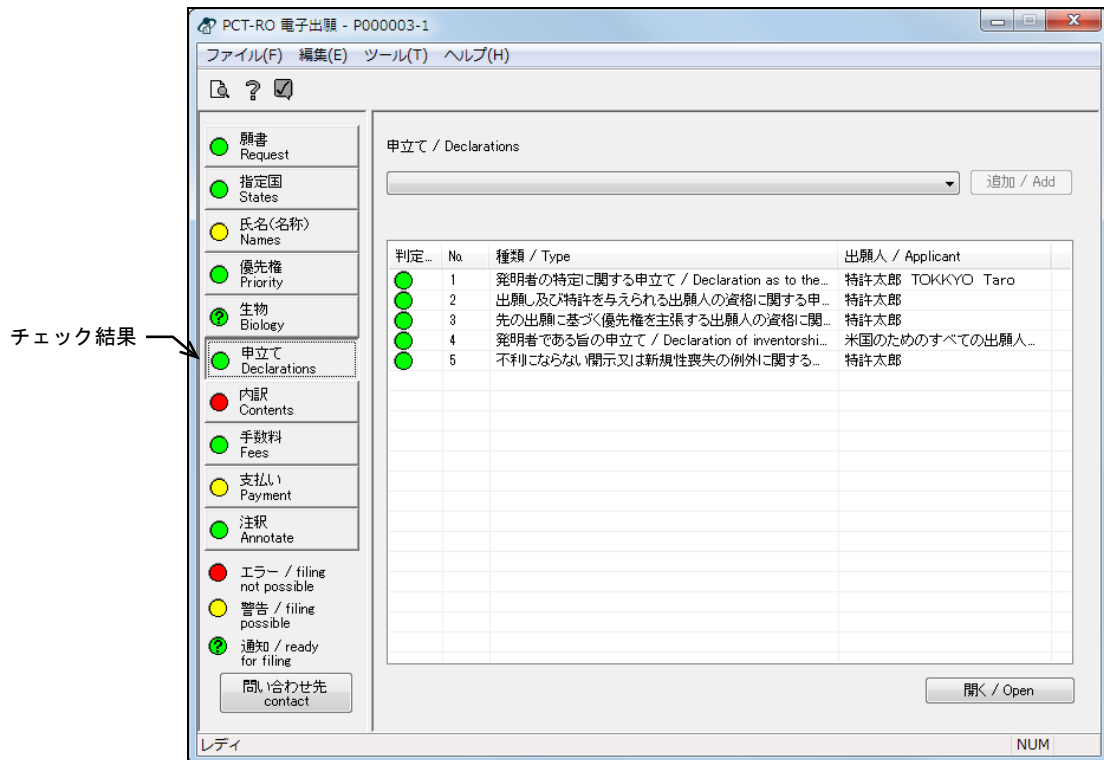 PCT-RO 電子出願 - P000003-1
ファイル(F) 編集(E) ツール(T) ヘルプ(H)
願書
Request
指定国
States
氏名(名称)
Names
優先権
Priority
生物
Biology
申立て
Declarations
内訳
Contents
手数料
Fees
支払い
Payment
注釈
Annotate
エラー / filing
not possible
警告 / filing
possible
通知 / ready
for filing
問い合わせ先
contact
チェック結果
申立て / Declarations
追加 / Add
判定... No. 種類 / Type 出願人 / Applicant
1 発明者の特定に関する申立て / Declaration as to the... 特許太郎 TOKKYO Taro
2 出願し及び特許を与えられる出願人の資格に関する申... 特許太郎
3 先の出願に基づく優先権を主張する出願人の資格に関... 特許太郎
4 発明者である旨の申立て / Declaration of inventorshi... 米国のためのすべての出願人...
5 不利にならない開示又は新規性喪失の例外に関する... 特許太郎
開く / Open
レディ NUM